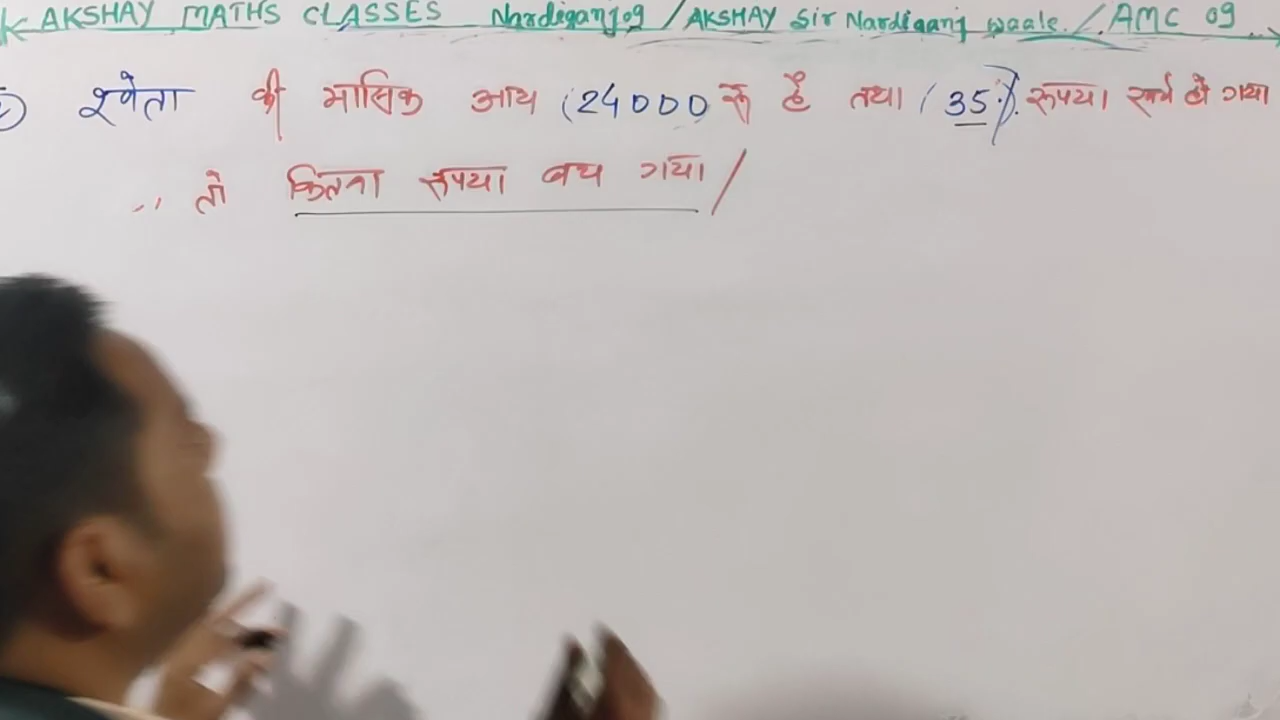 AKSHAY MATHS CLASSES Nardiganj09 / AKSHAY Sir Nardiganj waale. / AMC 09
श्वेता की मासिक आय (24000 रू है तथा (35%) रूपया खर्च हो गया
तो कितना रूपया बच गया /